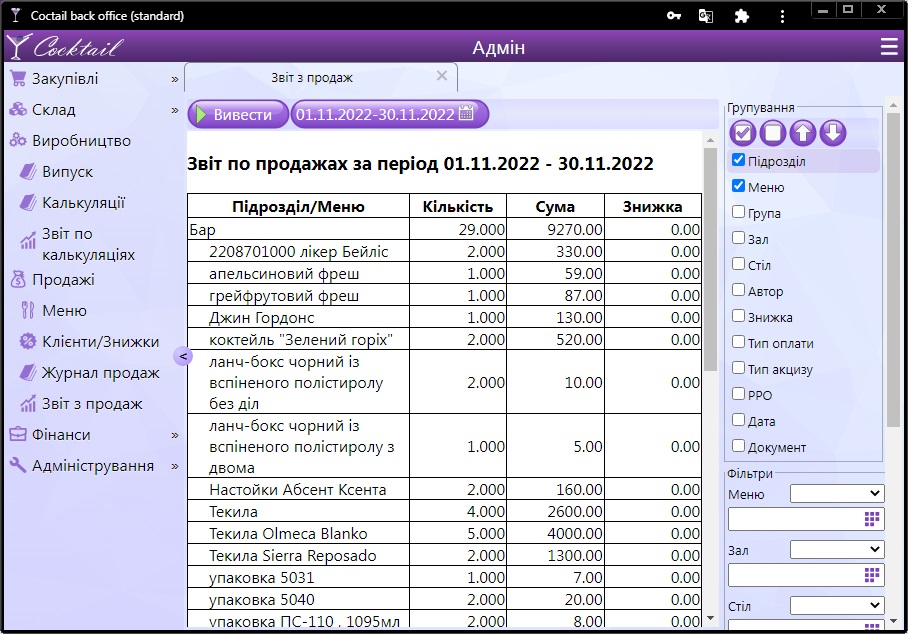 Coctail back office (standard)
Cocktail
Адмін
Закупівлі »
Склад »
Виробництво
Випуск
Калькуляції
Звіт по
калькуляціях
Продажі
Меню
Клієнти/Знижки
Журнал продаж
Звіт з продаж
Фінанси »
Адміністрування »
<
Звіт з продаж
Вивести 01.11.2022-30.11.2022
Звіт по продажах за період 01.11.2022 - 30.11.2022
Підрозділ/Меню Кількість Сума Знижка
Бар 29.000 9270.00 0.00
2208701000 лікер Бейліс 2.000 330.00 0.00
апельсиновий фреш 1.000 59.00 0.00
грейфрутовий фреш 1.000 87.00 0.00
Джин Гордонс 1.000 130.00 0.00
коктейль "Зелений горіх" 2.000 520.00 0.00
ланч-бокс чорний із
вспіненого полістиролу
без діл
2.000 10.00 0.00
ланч-бокс чорний із
вспіненого полістиролу з
двома
1.000 5.00 0.00
Настойки Абсент Ксента 2.000 160.00 0.00
Текила 4.000 2600.00 0.00
Текила Olmeca Blanko 5.000 4000.00 0.00
Текила Sierra Reposado 2.000 1300.00 0.00
упаковка 5031 1.000 7.00 0.00
упаковка 5040 2.000 20.00 0.00
упаковка ПС-110 , 1095мл 2.000 8.00 0.00
Групування
Підрозділ
Меню
Група
Зал
Стіл
Автор
Знижка
Тип оплати
Тип акцизу
РРО
Дата
Документ
Фільтри
Меню
Зал
Стіл